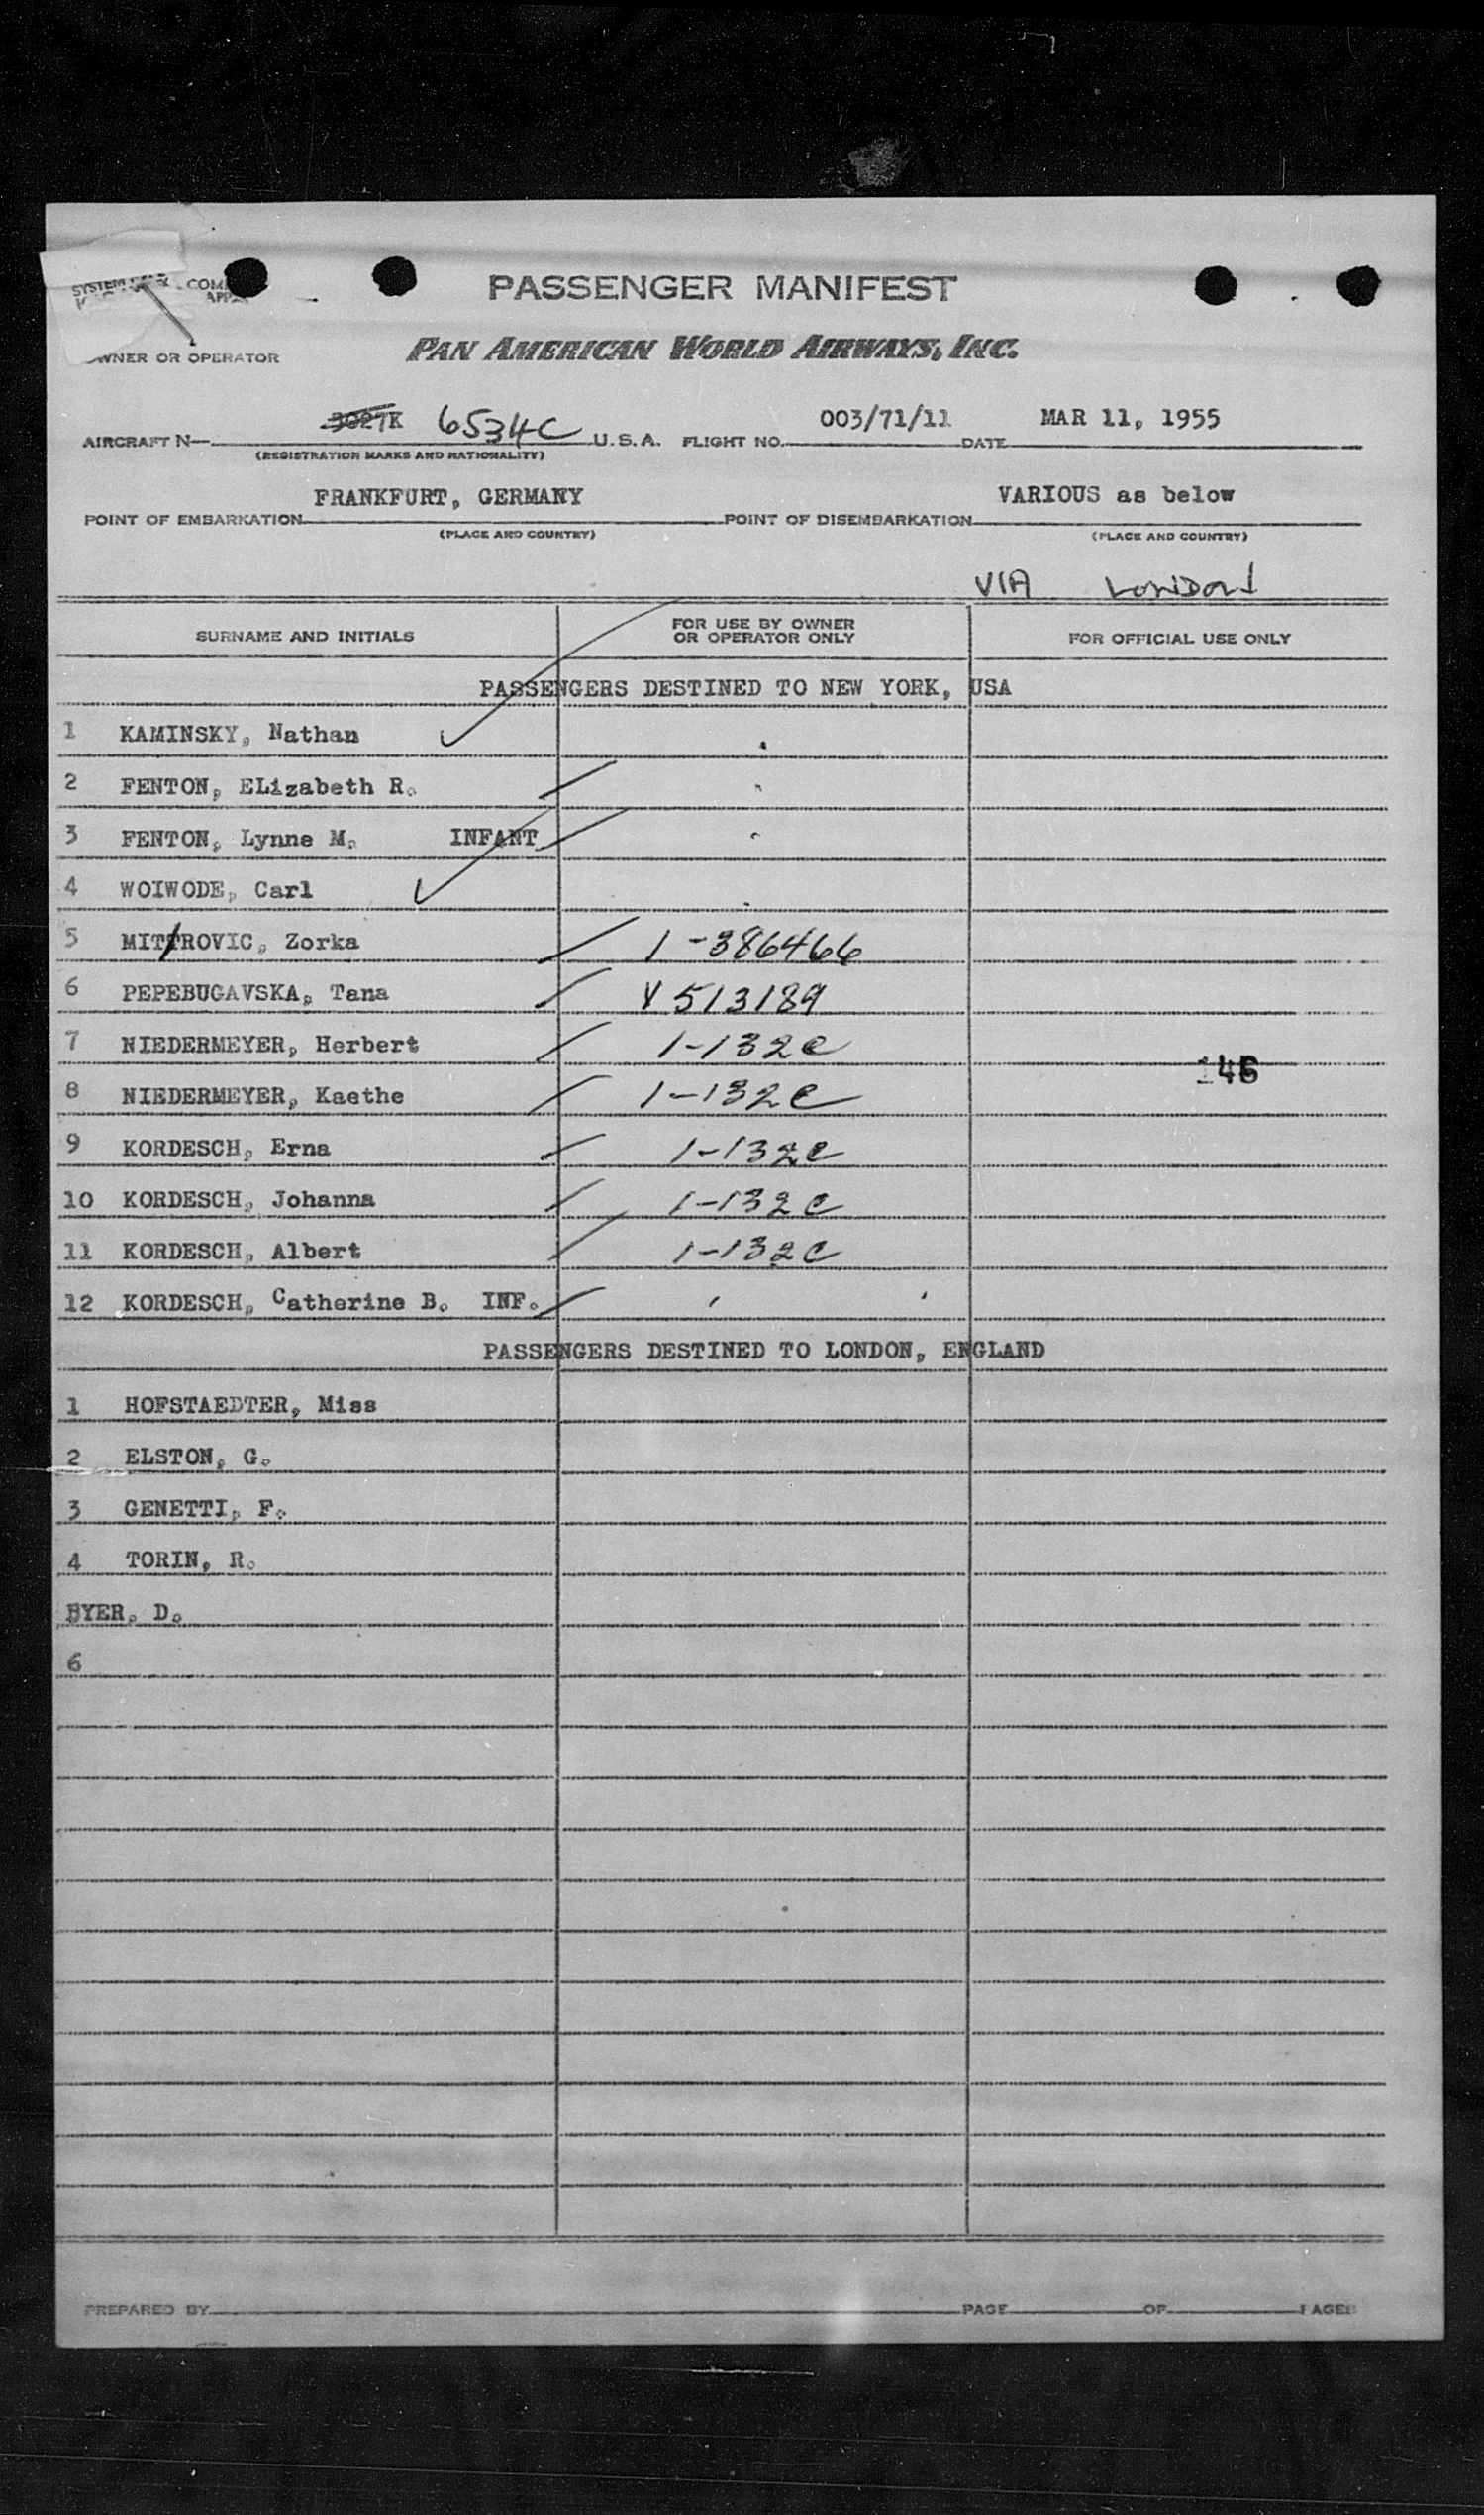 PASSENGER MANIFEST
OWNER OR OPERATOR PAN AMERICAN WORLD AIRWAYS, INC.
AIRCRAFT N— 3027K 6534C U.S.A. FLIGHT NO. 003/71/11 DATE MAR 11, 1955
(REGISTRATION MARKS AND NATIONALITY)
POINT OF EMBARKATION FRANKFURT, GERMANY POINT OF DISEMBARKATION VARIOUS as below
(PLACE AND COUNTRY) (PLACE AND COUNTRY)
VIA LONDON
SURNAME AND INITIALS FOR USE BY OWNER OR OPERATOR ONLY FOR OFFICIAL USE ONLY
PASSENGERS DESTINED TO NEW YORK, USA
1 KAMINSKY, Nathan
2 FENTON, ELizabeth R.
3 FENTON, Lynne M. INFANT
4 WOIWODE, Carl
5 MITTROVIC, Zorka 1-386466
6 PEPEBUGAVSKA, Tana V 513189
7 NIEDERMEYER, Herbert 1-132C
8 NIEDERMEYER, Kaethe 1-132C
9 KORDESCH, Erna 1-132C
10 KORDESCH, Johanna 1-132C
11 KORDESCH, Albert 1-132C
12 KORDESCH, Catherine B. INF.
PASSENGERS DESTINED TO LONDON, ENGLAND
1 HOFSTAEDTER, Miss
2 ELSTON, G.
3 GENETTI, F.
4 TORIN, R.
BYER. D.
6
PREPARED BY PAGE OF PAGES